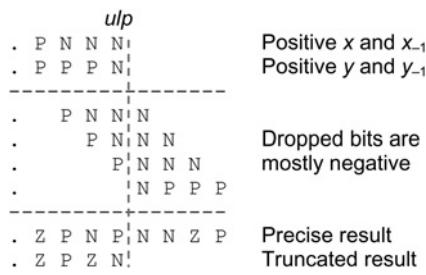 ulp
. P N N N Positive x and x₋₁
. P P P N Positive y and y₋₁
. P N N N
. P N N N Dropped bits are
. P N N N mostly negative
. N P P P
. Z P N P N N Z P Precise result
. Z P Z N Truncated result